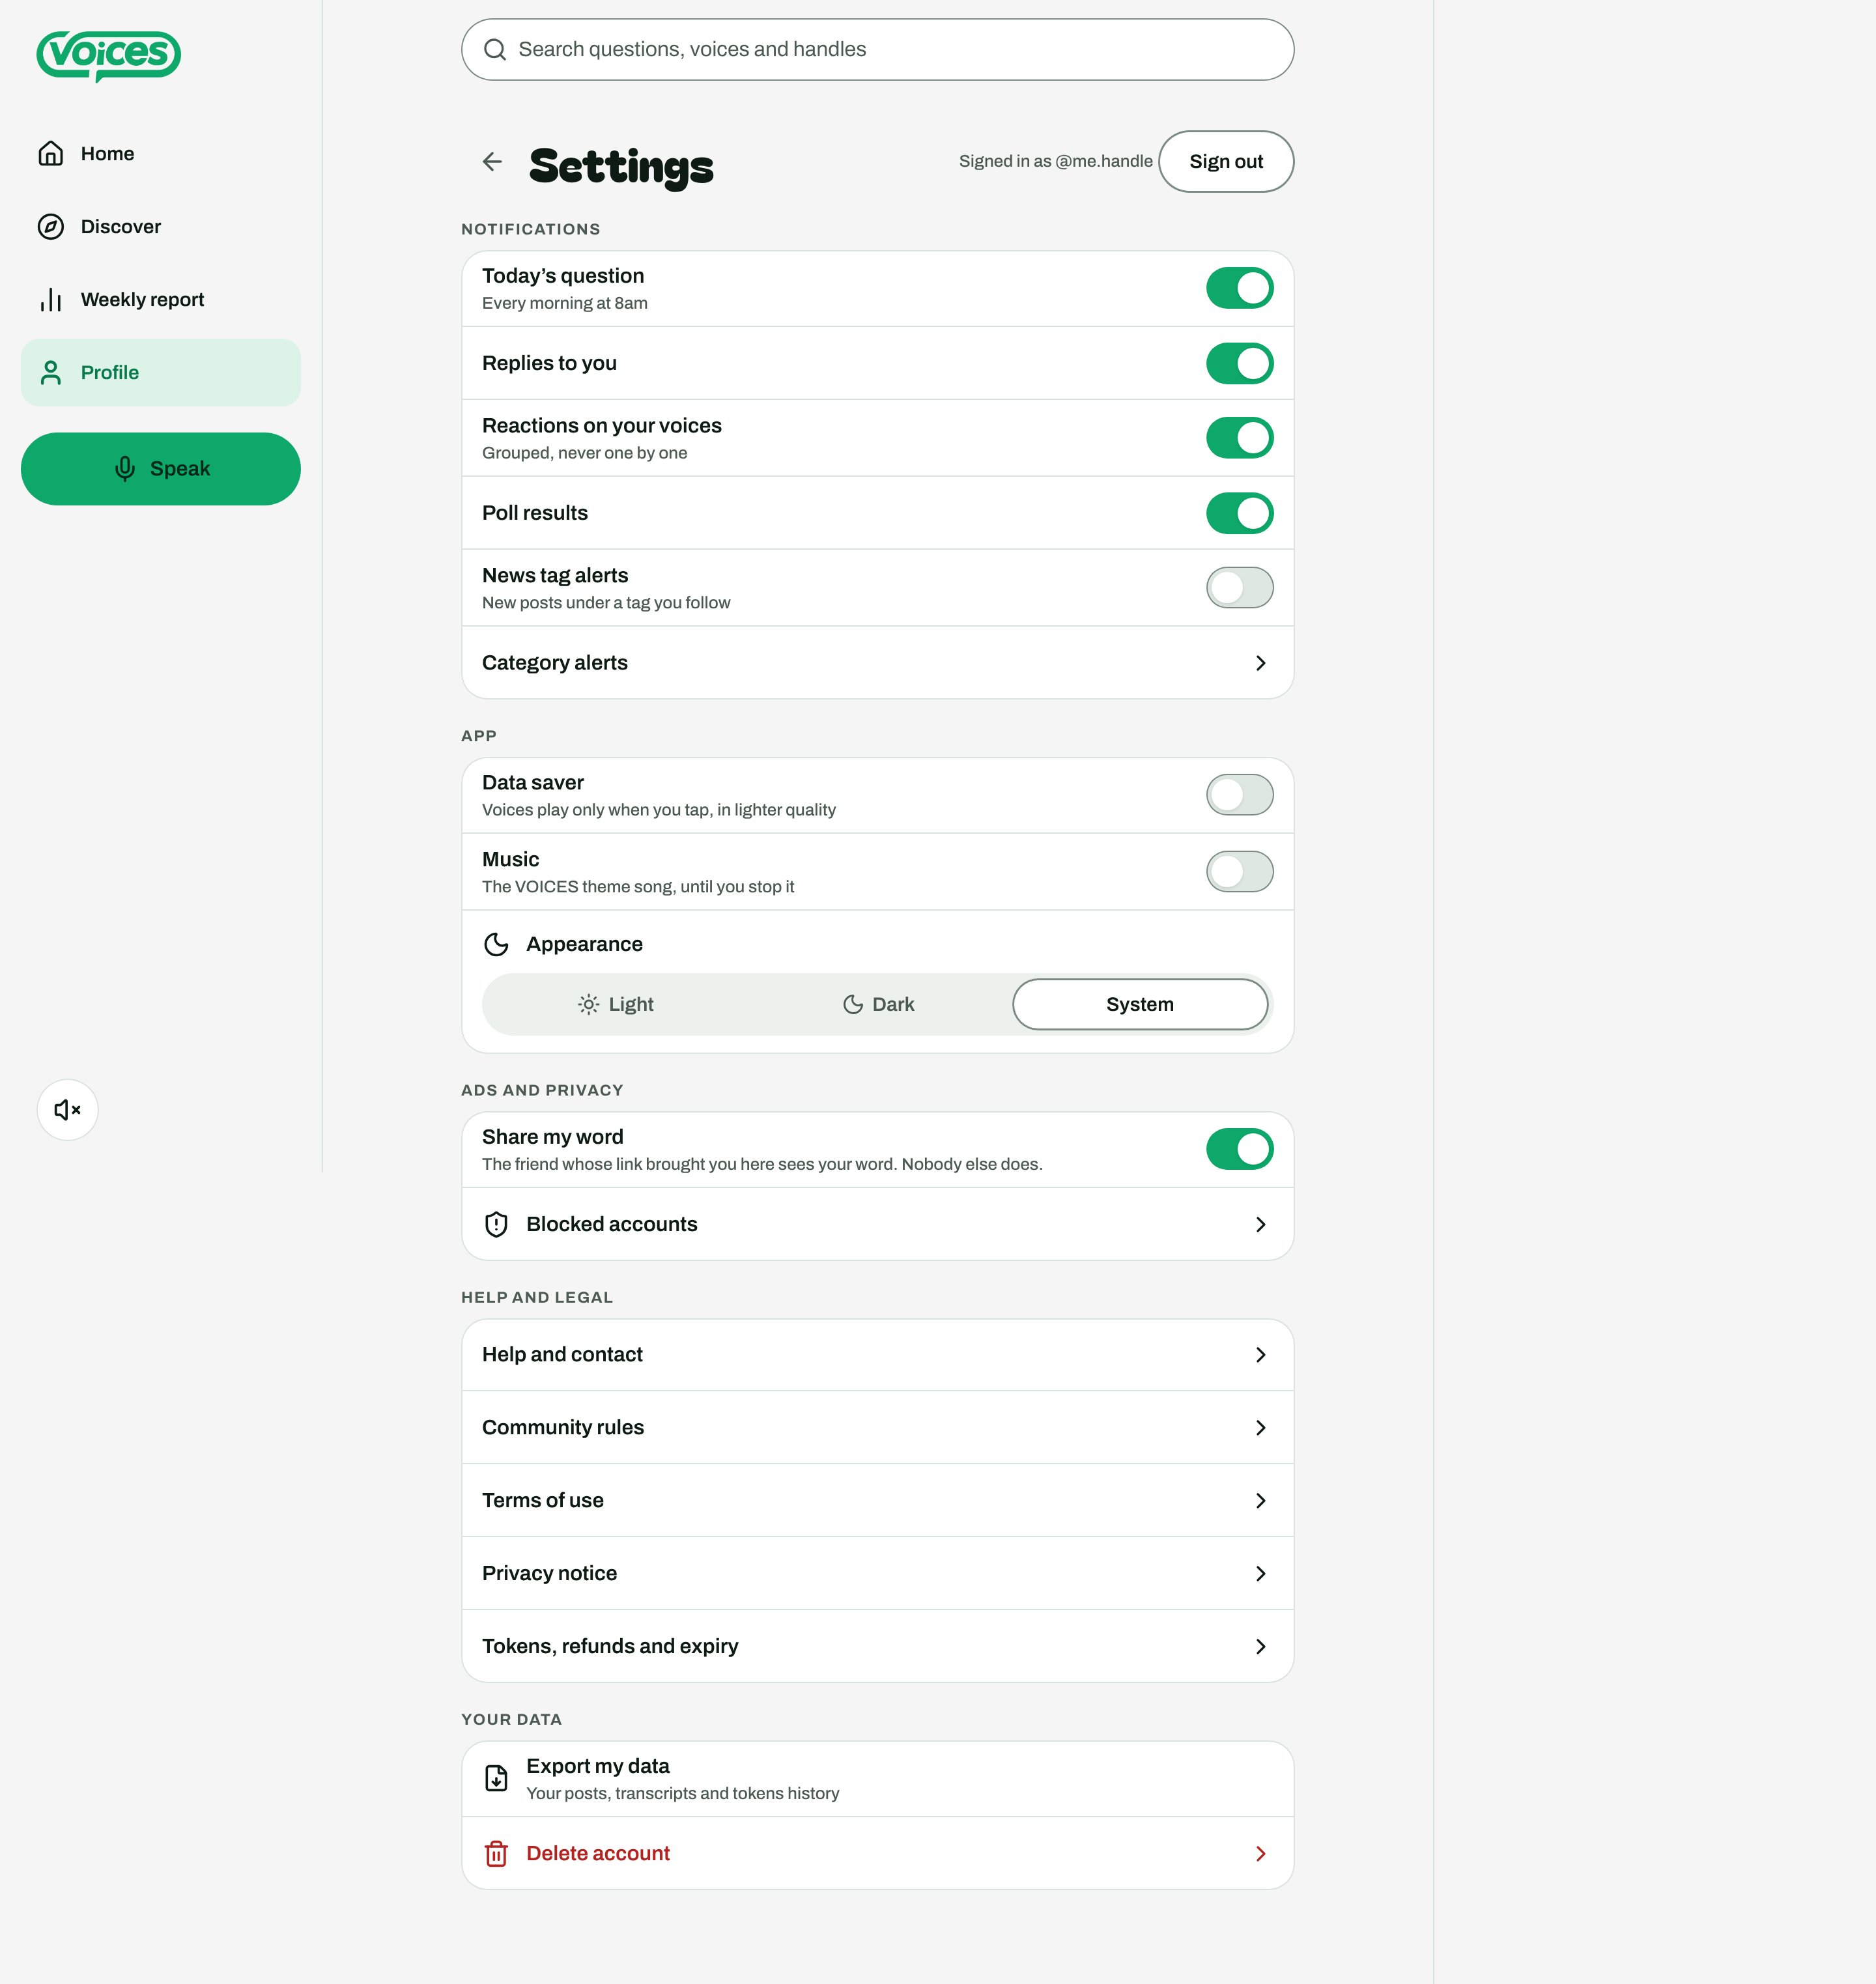 voices
Home
Discover
Weekly report
Profile
Speak
Search questions, voices and handles
Settings
Signed in as @me.handle
Sign out
NOTIFICATIONS
Today’s question
Every morning at 8am
Replies to you
Reactions on your voices
Grouped, never one by one
Poll results
News tag alerts
New posts under a tag you follow
Category alerts
APP
Data saver
Voices play only when you tap, in lighter quality
Music
The VOICES theme song, until you stop it
Appearance
Light
Dark
System
ADS AND PRIVACY
Share my word
The friend whose link brought you here sees your word. Nobody else does.
Blocked accounts
HELP AND LEGAL
Help and contact
Community rules
Terms of use
Privacy notice
Tokens, refunds and expiry
YOUR DATA
Export my data
Your posts, transcripts and tokens history
Delete account